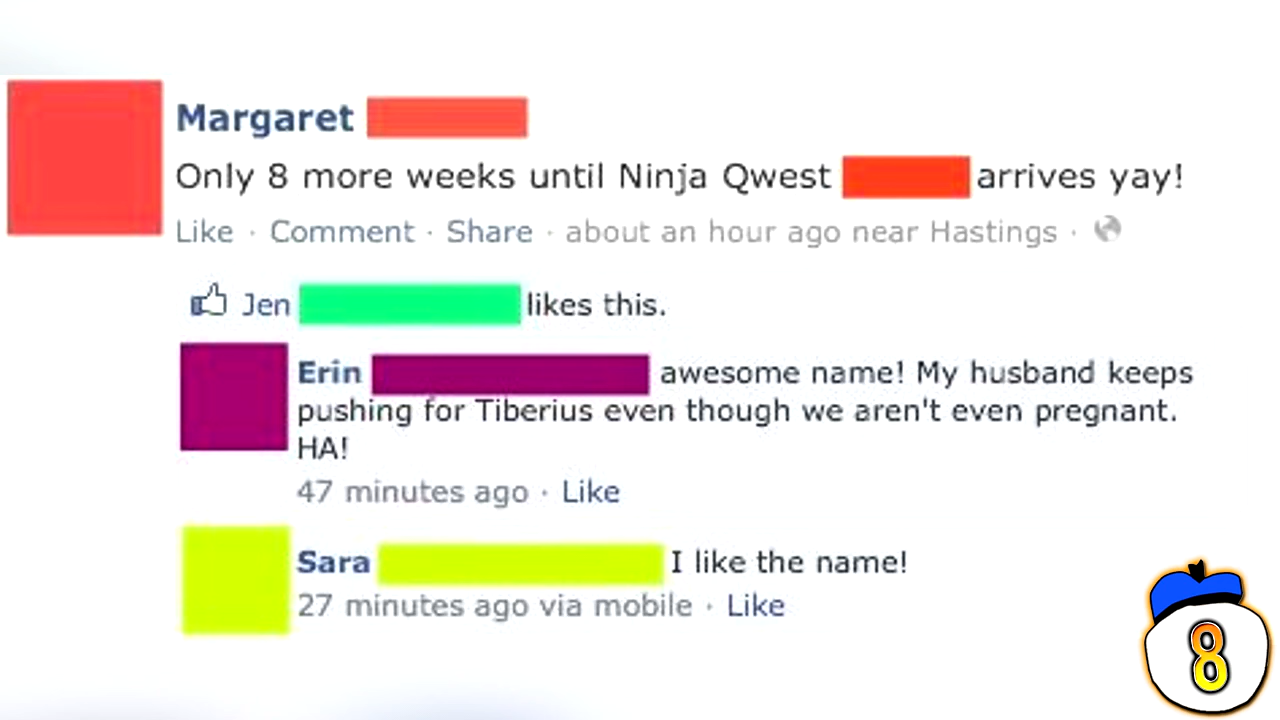 Margaret
Only 8 more weeks until Ninja Qwest arrives yay!
Like · Comment · Share · about an hour ago near Hastings ·
Jen likes this.
Erin awesome name! My husband keeps
pushing for Tiberius even though we aren't even pregnant.
HA!
47 minutes ago · Like
Sara I like the name!
27 minutes ago via mobile · Like
8